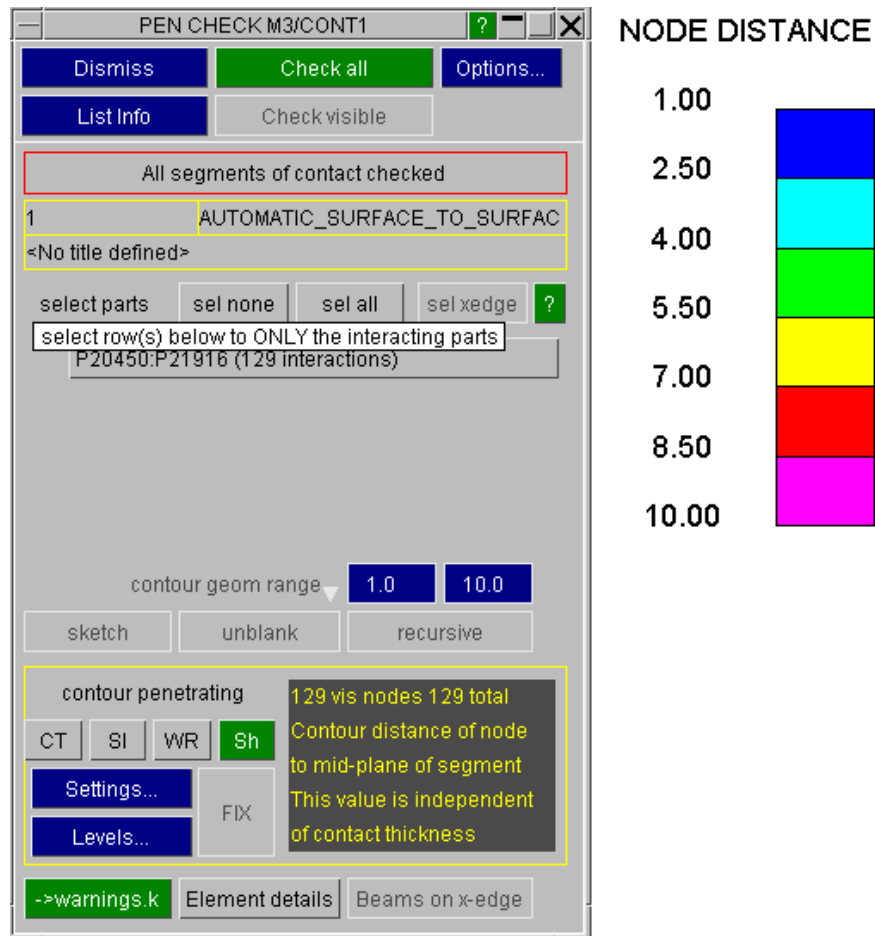 PEN CHECK M3/CONT1 ?
Dismiss Check all Options...
List Info Check visible
All segments of contact checked
1 AUTOMATIC_SURFACE_TO_SURFAC
<No title defined>
select parts sel none sel all sel xedge ?
select row(s) below to ONLY the interacting parts
P20450:P21916 (129 interactions)
contour geom range 1.0 10.0
sketch unblank recursive
contour penetrating
CT SI WR Sh
Settings...
Levels...
FIX
129 vis nodes 129 total
Contour distance of node
to mid-plane of segment
This value is independent
of contact thickness
->warnings.k Element details Beams on x-edge
NODE DISTANCE
1.00
2.50
4.00
5.50
7.00
8.50
10.00